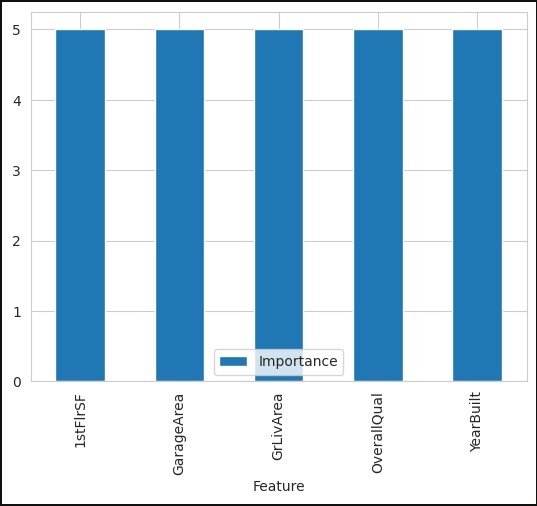 5
4
3
2
1
0
Importance
1stFlrSF
GarageArea
GrLivArea
OverallQual
YearBuilt
Feature